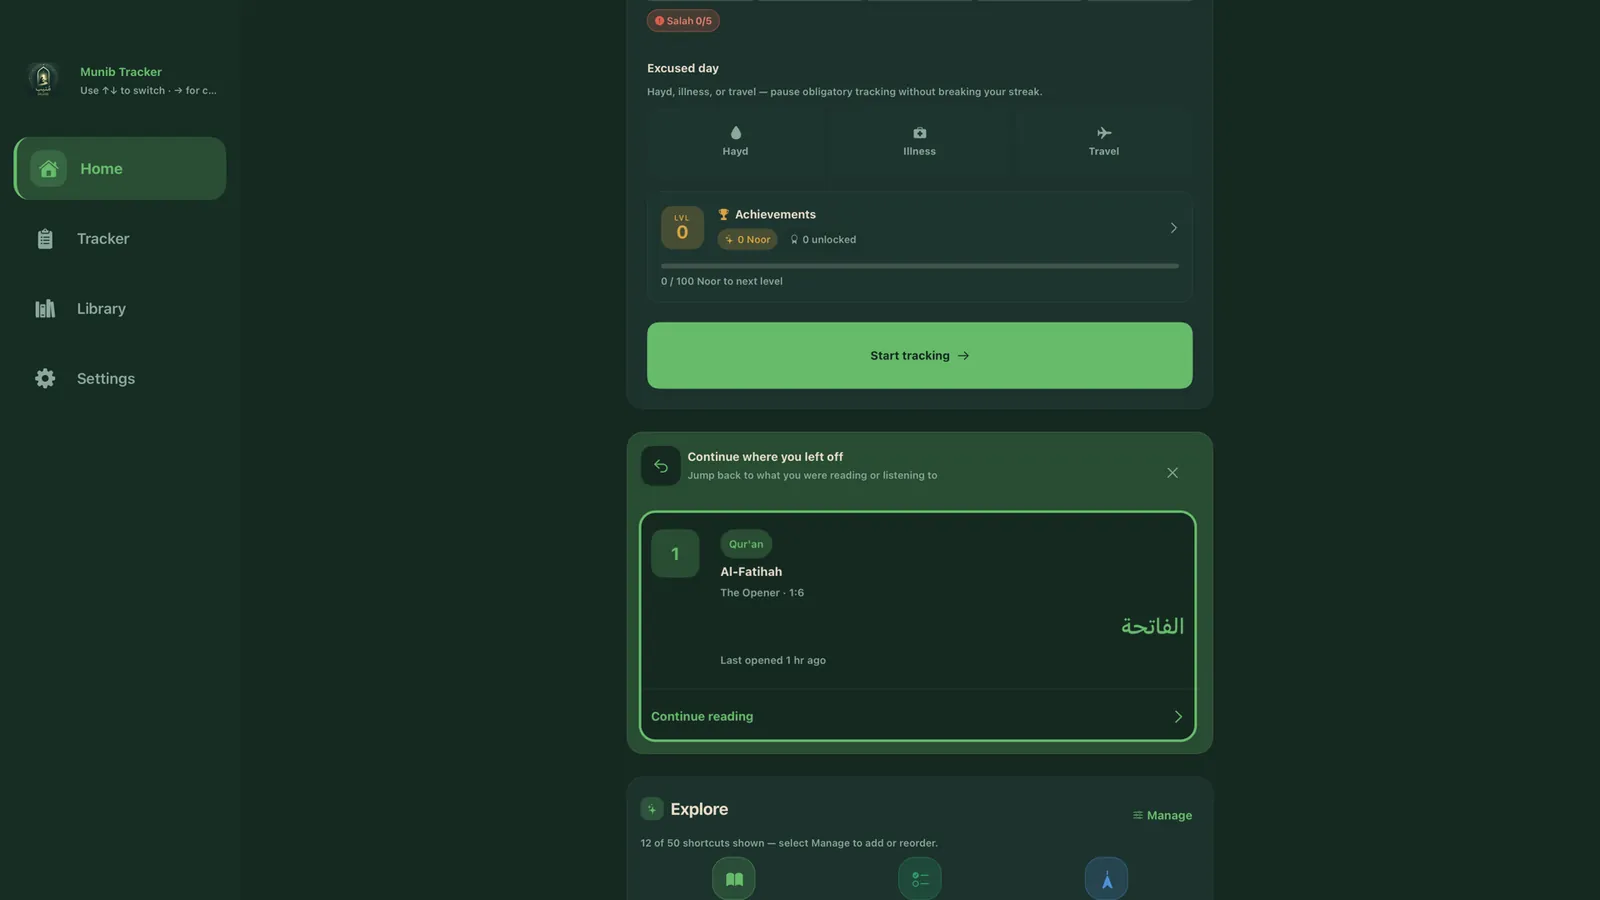 Munib Tracker
Use ↑↓ to switch · → for c...
Home
Tracker
Library
Settings
Salah 0/5
Excused day
Hayd, illness, or travel — pause obligatory tracking without breaking your streak.
Hayd
Illness
Travel
LVL
0
Achievements
0 Noor
0 unlocked
0 / 100 Noor to next level
Start tracking →
Continue where you left off
Jump back to what you were reading or listening to
1
Qur'an
Al-Fatihah
The Opener · 1:6
الفاتحة
Last opened 1 hr ago
Continue reading
Explore
Manage
12 of 50 shortcuts shown — select Manage to add or reorder.